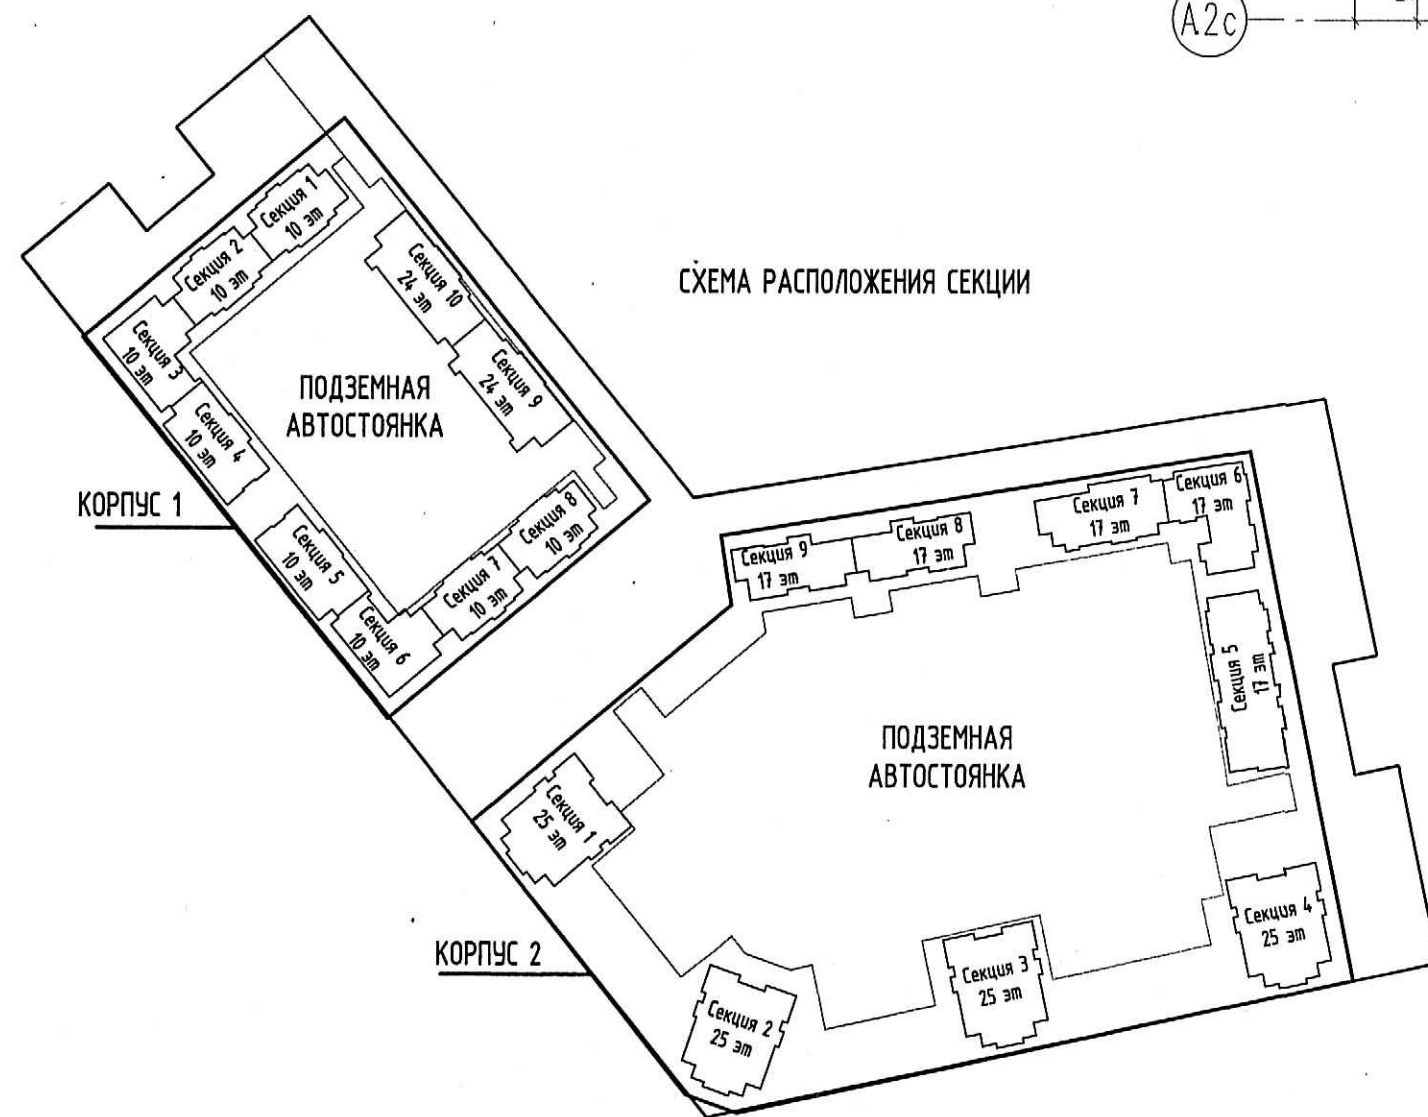 А.2с
СХЕМА РАСПОЛОЖЕНИЯ СЕКЦИИ
Секция 1
10 эт
Секция 2
10 эт
Секция 3
10 эт
Секция 4
10 эт
Секция 5
10 эт
Секция 6
10 эт
Секция 7
10 эт
Секция 8
10 эт
Секция 9
24 эт
Секция 10
24 эт
ПОДЗЕМНАЯ
АВТОСТОЯНКА
КОРПУС 1
Секция 9
17 эт
Секция 8
17 эт
Секция 7
17 эт
Секция 6
17 эт
Секция 5
17 эт
ПОДЗЕМНАЯ
АВТОСТОЯНКА
Секция 1
25 эт
Секция 2
25 эт
Секция 3
25 эт
Секция 4
25 эт
КОРПУС 2